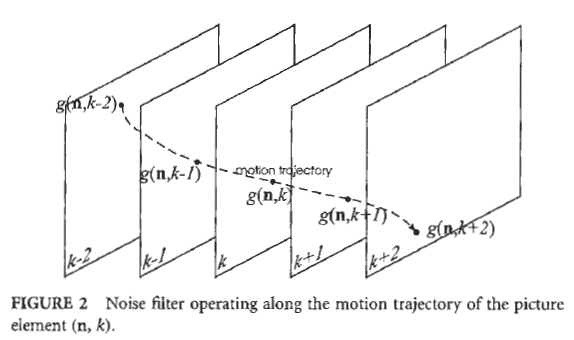 g(n,k-2)
g(n,k-1)
motion trajectory
g(n,k)
g(n,k+1)
g(n,k+2)
k-2
k-1
k
k+1
k+2
FIGURE 2 Noise filter operating along the motion trajectory of the picture
element (n, k).